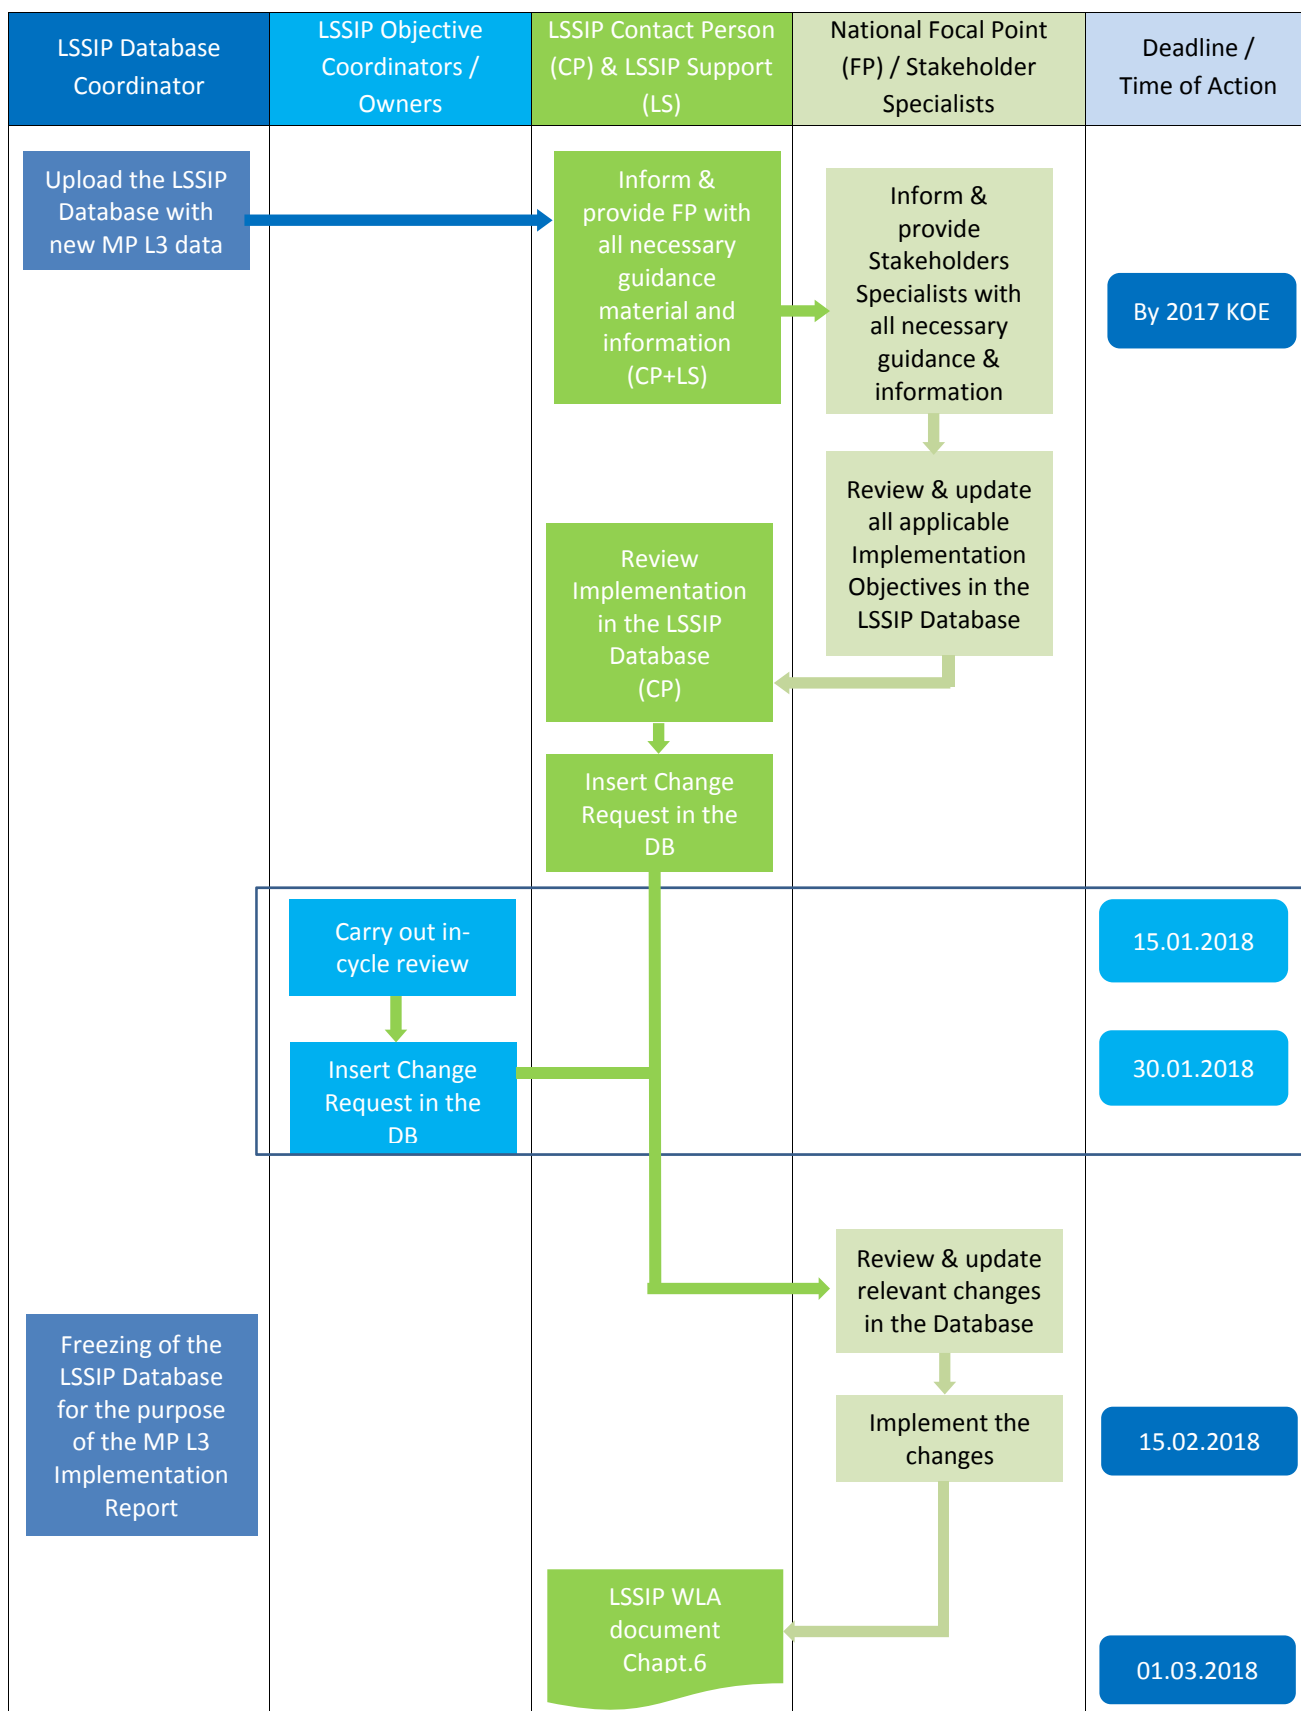 LSSIP Database
Coordinator
LSSIP Objective
Coordinators /
Owners
LSSIP Contact Person
(CP) & LSSIP Support
(LS)
National Focal Point
(FP) / Stakeholder
Specialists
Deadline /
Time of Action
Upload the LSSIP
Database with
new MP L3 data
Inform &
provide FP with
all necessary
guidance
material and
information
(CP+LS)
Inform &
provide
Stakeholders
Specialists with
all necessary
guidance &
information
By 2017 KOE
Review & update
all applicable
Implementation
Objectives in the
LSSIP Database
Review
Implementation
in the LSSIP
Database
(CP)
Insert Change
Request in the
DB
Carry out in-
cycle review
15.01.2018
Insert Change
Request in the
DB
30.01.2018
Review & update
relevant changes
in the Database
Freezing of the
LSSIP Database
for the purpose
of the MP L3
Implementation
Report
Implement the
changes
15.02.2018
LSSIP WLA
document
Chapt.6
01.03.2018